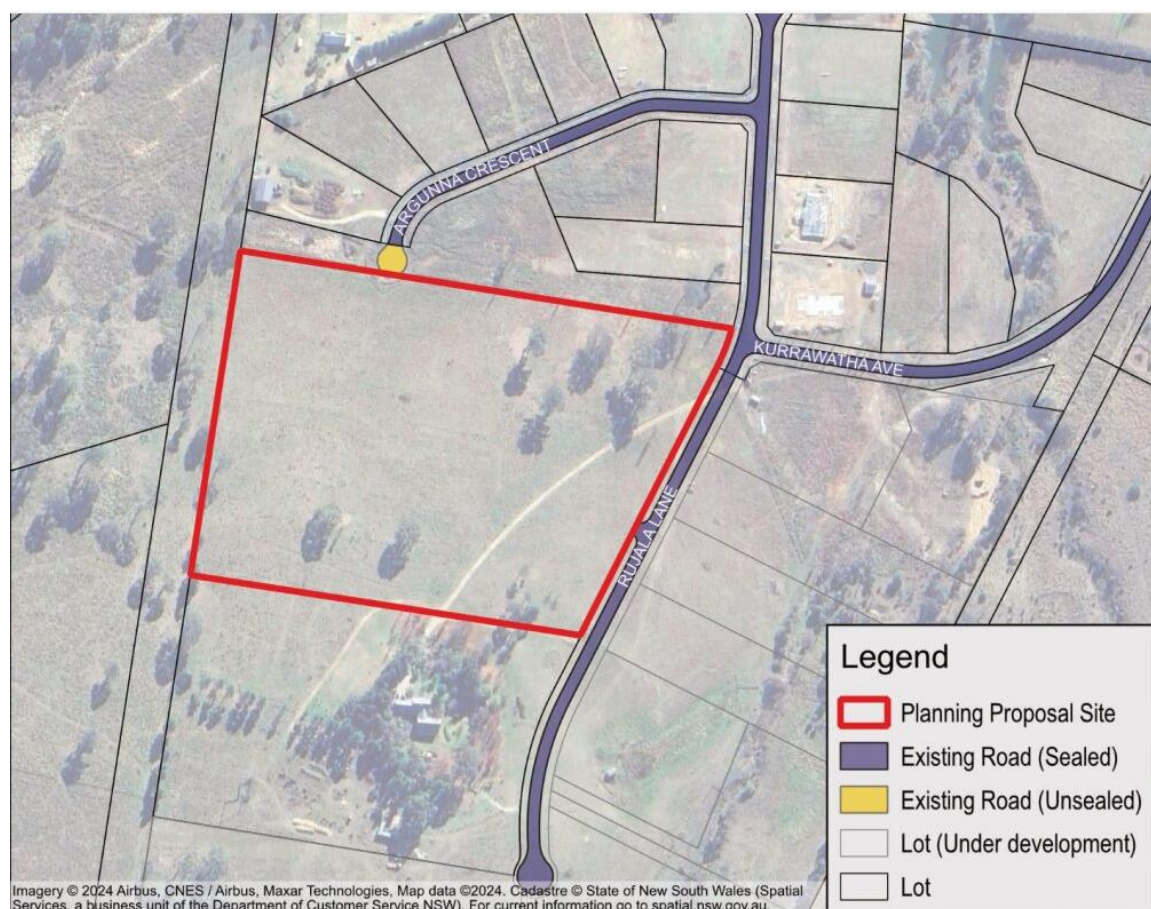 ARGUNNA CRESCENT
KURRAWATHA AVE
RUJALA LANE
Legend
Planning Proposal Site
Existing Road (Sealed)
Existing Road (Unsealed)
Lot (Under development)
Lot
Imagery © 2024 Airbus, CNES / Airbus, Maxar Technologies, Map data ©2024. Cadastre © State of New South Wales (Spatial
Services, a business unit of the Department of Customer Service NSW). For current information go to spatial.nsw.gov.au.